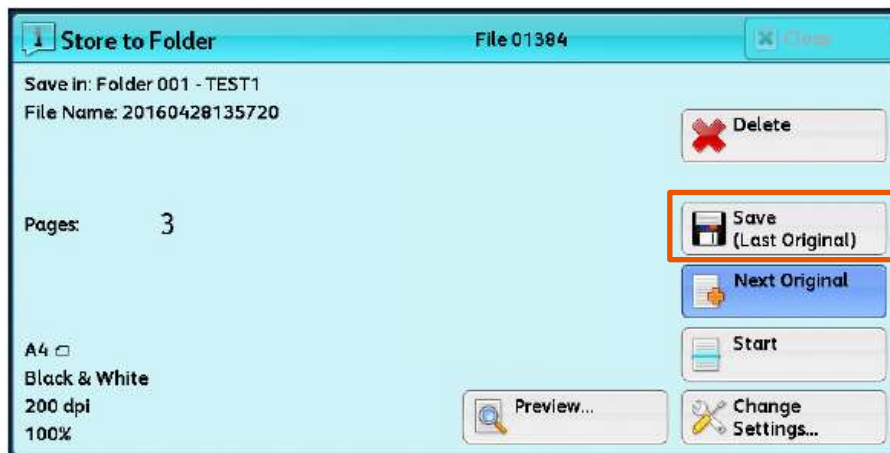 Store to Folder
File 01384
Close
Save in: Folder 001 - TEST1
File Name: 20160428135720
Delete
Pages: 3
Save
(Last Original)
Next Original
A4
Start
Black & White
200 dpi
Preview...
Change
Settings...
100%